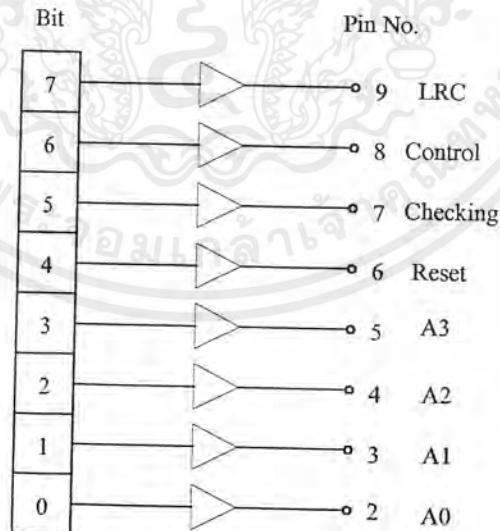 Bit Pin No.
7 9 LRC
6 8 Control
5 7 Checking
4 6 Reset
3 5 A3
2 4 A2
1 3 A1
0 2 A0